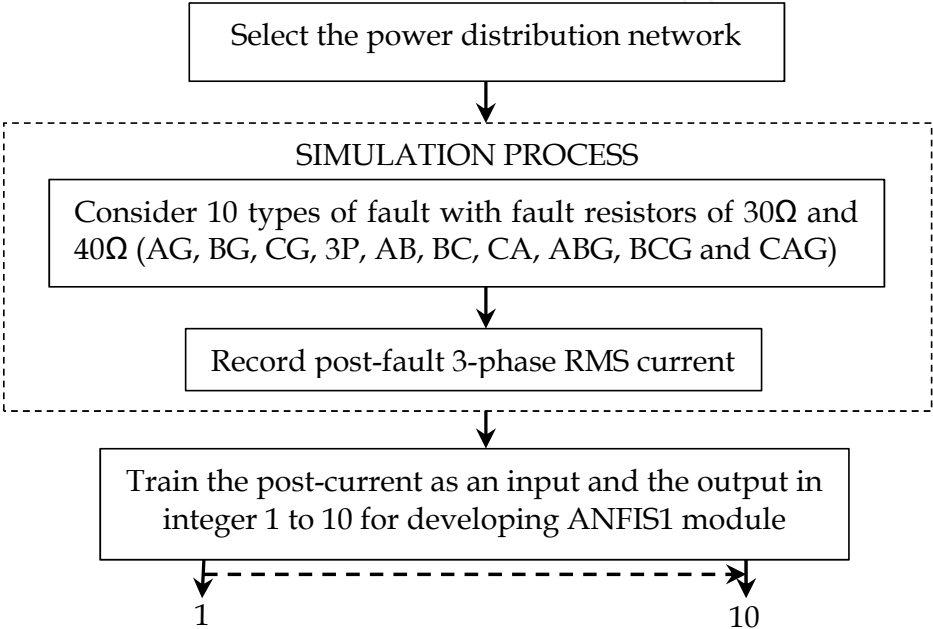 Select the power distribution network
SIMULATION PROCESS
Consider 10 types of fault with fault resistors of 30Ω and
40Ω (AG, BG, CG, 3P, AB, BC, CA, ABG, BCG and CAG)
Record post-fault 3-phase RMS current
Train the post-current as an input and the output in
integer 1 to 10 for developing ANFIS1 module
1
10